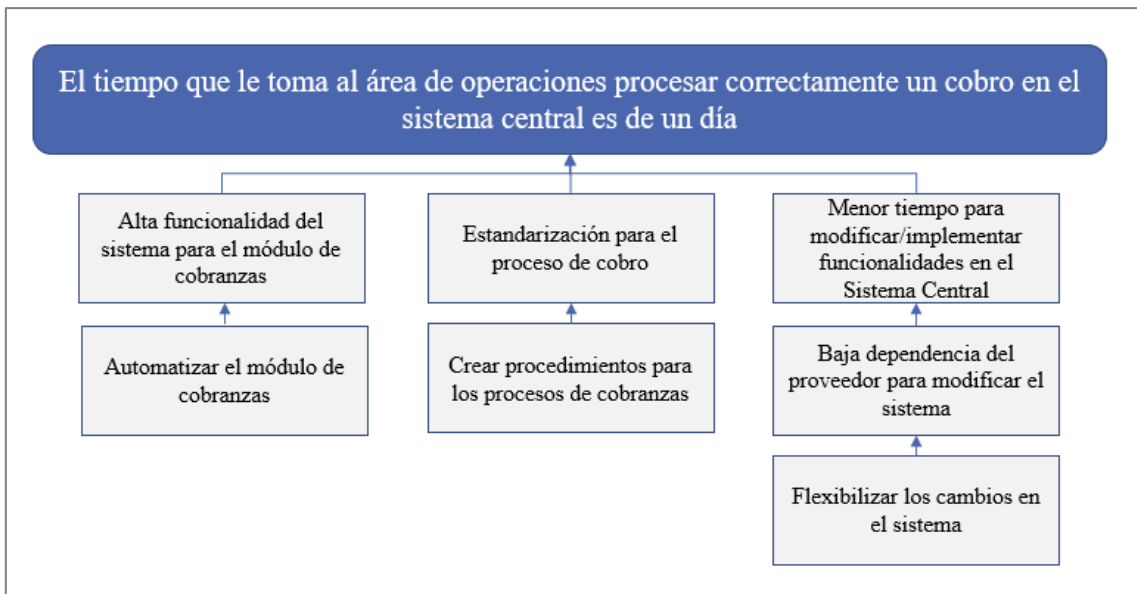 El tiempo que le toma al área de operaciones procesar correctamente un cobro en el
sistema central es de un día
Alta funcionalidad del
sistema para el módulo de
cobranzas
Automatizar el módulo de
cobranzas
Estandarización para el
proceso de cobro
Crear procedimientos para
los procesos de cobranzas
Menor tiempo para
modificar/implementar
funcionalidades en el
Sistema Central
Baja dependencia del
proveedor para modificar el
sistema
Flexibilizar los cambios en
el sistema